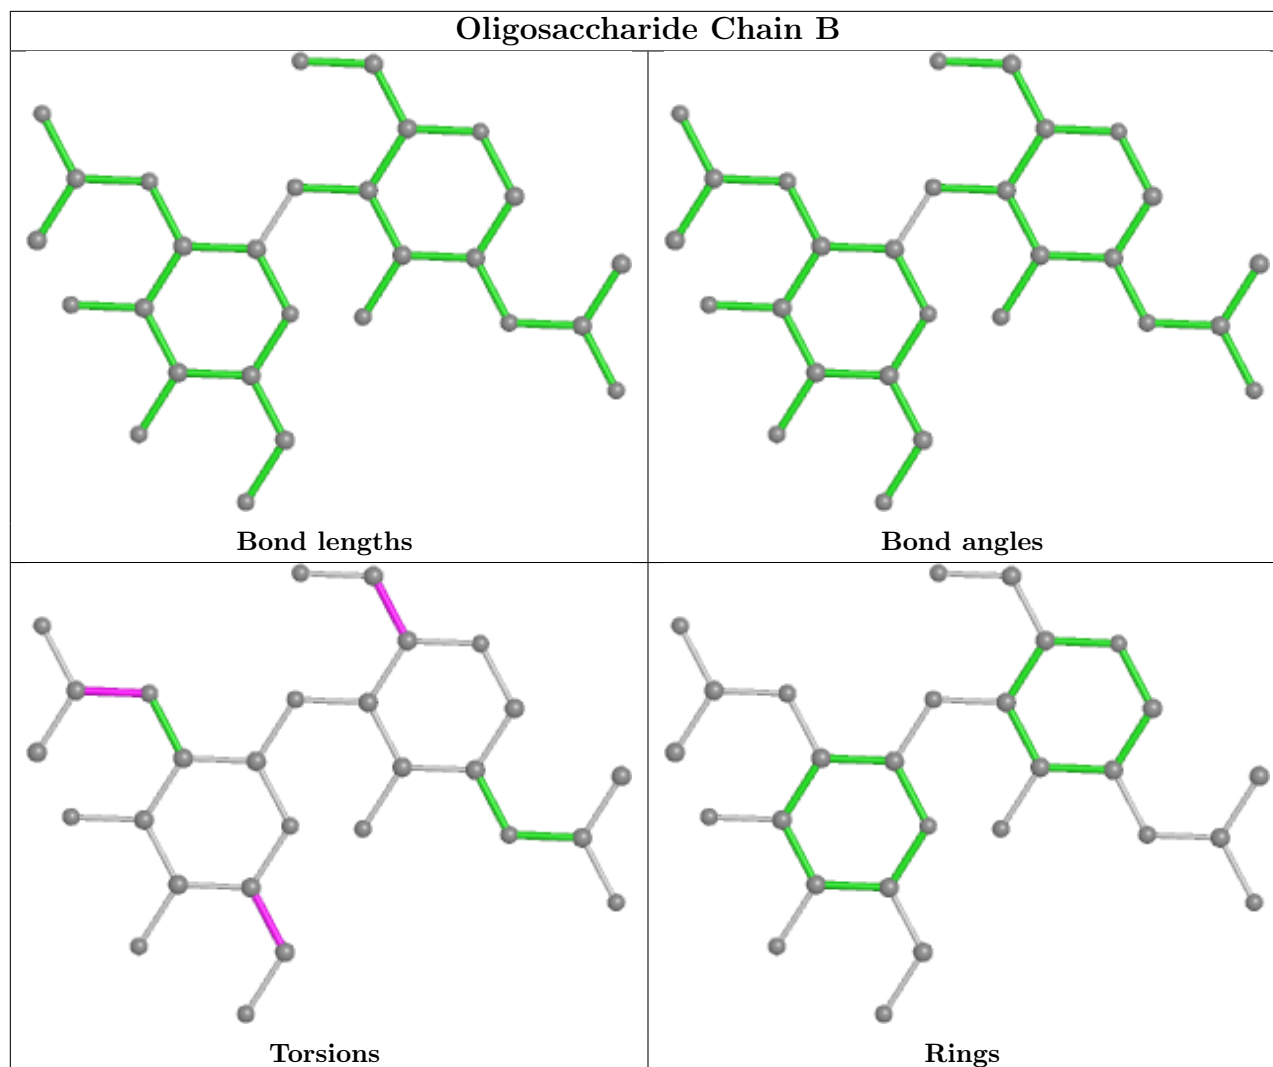 Oligosaccharide Chain B
Bond lengths
Bond angles
Torsions
Rings